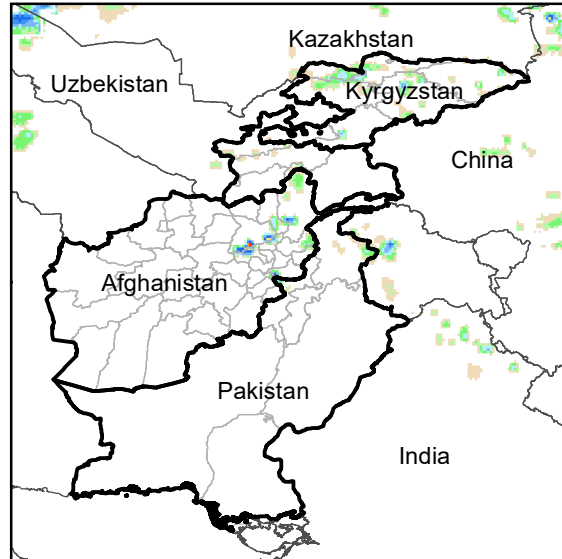 Kazakhstan
Uzbekistan
Kyrgyzstan
China
Afghanistan
Pakistan
India